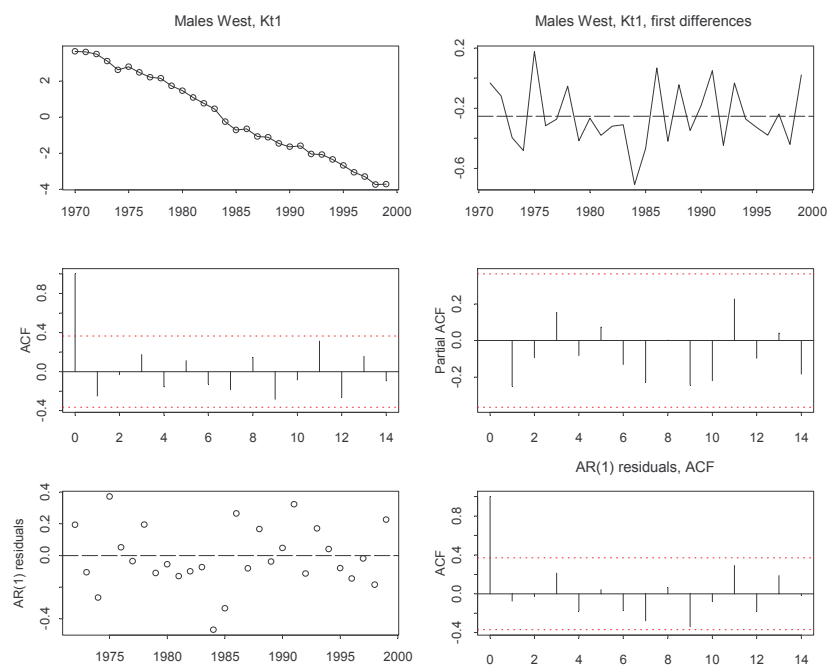 Males West, Kt1
Males West, Kt1, first differences
2
0
-2
-4
1970 1975 1980 1985 1990 1995 2000
0.2
-0.2
-0.6
1970 1975 1980 1985 1990 1995 2000
ACF
0.8
0.4
0.0
-0.4
0 2 4 6 8 10 12 14
Partial ACF
0.2
0.0
-0.2
0 2 4 6 8 10 12 14
AR(1) residuals, ACF
AR(1) residuals
0.4
0.2
0.0
-0.4
1975 1980 1985 1990 1995 2000
ACF
0.8
0.4
0.0
-0.4
0 2 4 6 8 10 12 14